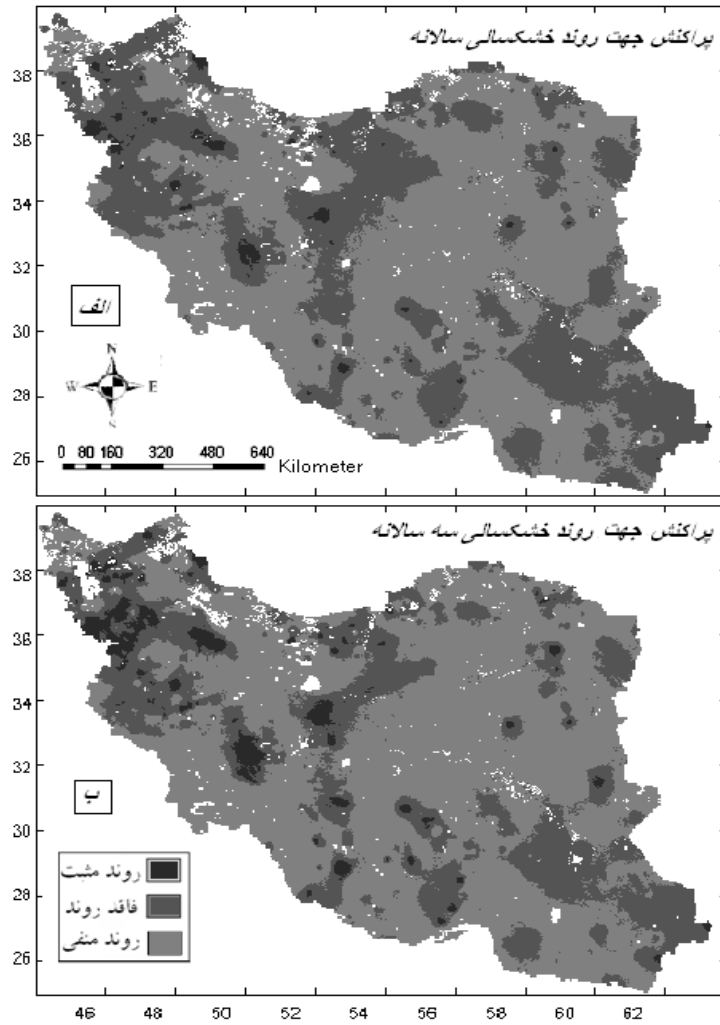 پراکنش جهت روند خشکسالی سالانه
38
36
34
32
30
28
26
الف
N
W E
S
0 80 160 320 480 640
Kilometer
پراکنش جهت روند خشکسالی سه سالانه
38
36
34
32
30
28
26
ب
روند مثبت
فاقد روند
روند منفی
46 48 50 52 54 56 58 60 62